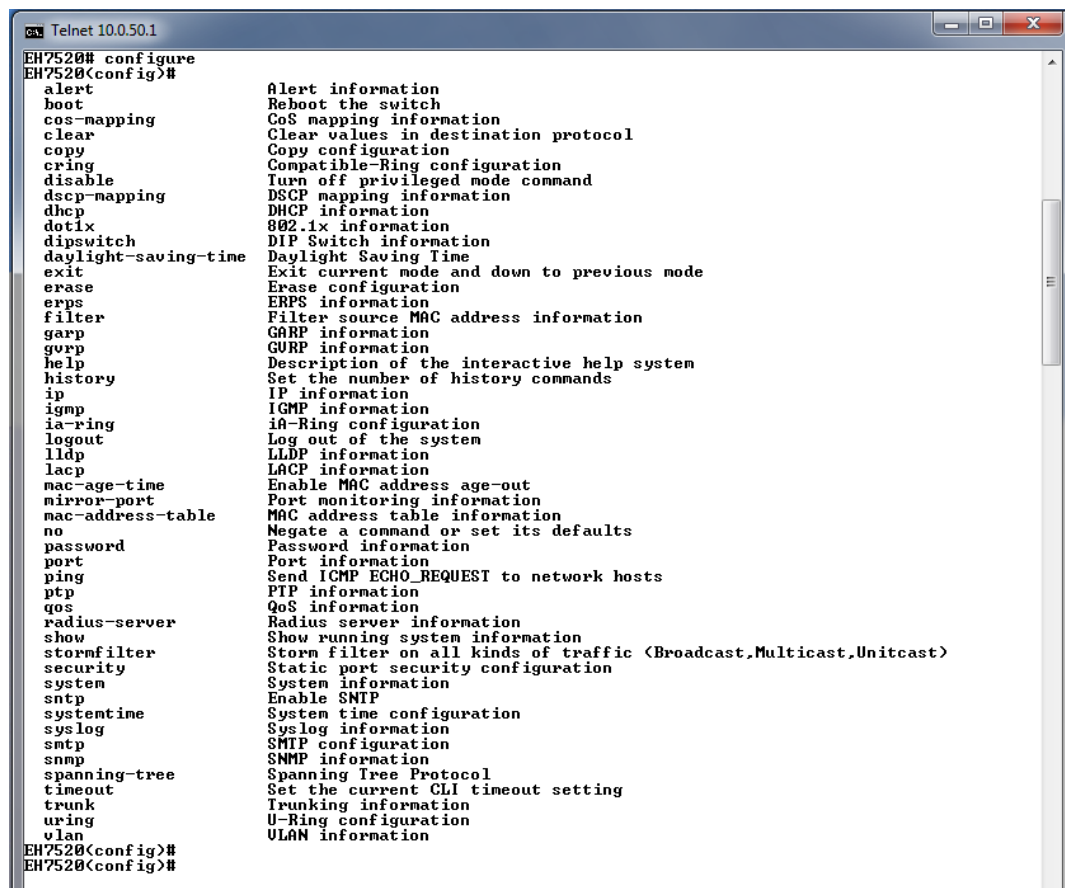 Telnet 10.0.50.1
EH7520# configure
EH7520(config)#
alert Alert information
boot Reboot the switch
cos-mapping CoS mapping information
clear Clear values in destination protocol
copy Copy configuration
cring Compatible-Ring configuration
disable Turn off privileged mode command
dscp-mapping DSCP mapping information
dhcp DHCP information
dot1x 802.1x information
dipswitch DIP Switch information
daylight-saving-time Daylight Saving Time
exit Exit current mode and down to previous mode
erase Erase configuration
erps ERPS information
filter Filter source MAC address information
garp GARP information
gvrp GVRP information
help Description of the interactive help system
history Set the number of history commands
ip IP information
igmp IGMP information
ia-ring iA-Ring configuration
logout Log out of the system
lldp LLDP information
lacp LACP information
mac-age-time Enable MAC address age-out
mirror-port Port monitoring information
mac-address-table MAC address table information
no Negate a command or set its defaults
password Password information
port Port information
ping Send ICMP ECHO_REQUEST to network hosts
ptp PTP information
qos QoS information
radius-server Radius server information
show Show running system information
stormfilter Storm filter on all kinds of traffic (Broadcast,Multicast,Unitcast)
security Static port security configuration
system System information
sntp Enable SNTP
systemtime System time configuration
syslog Syslog information
smtp SMTP configuration
snmp SNMP information
spanning-tree Spanning Tree Protocol
timeout Set the current CLI timeout setting
trunk Trunking information
uring U-Ring configuration
vlan VLAN information
EH7520(config)#
EH7520(config)#